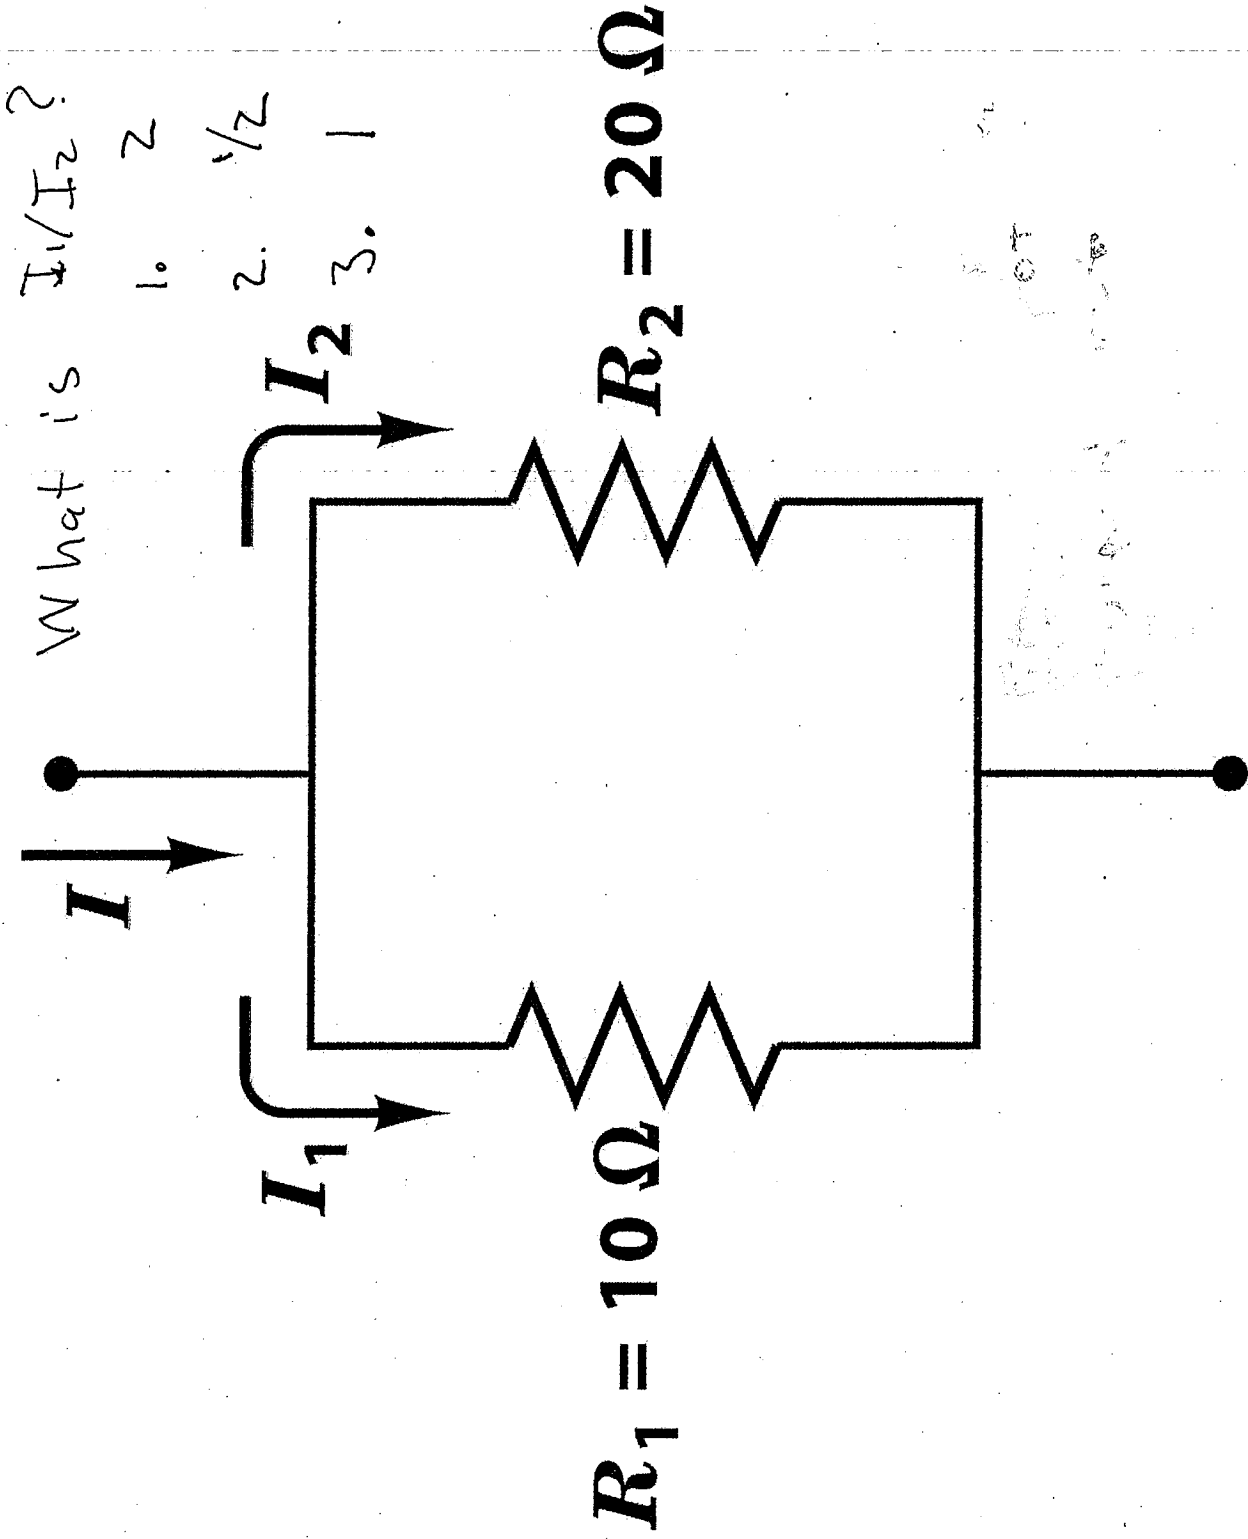 What is I₁/I₂ ?
1. 2
2. 1/2
3. 1
I
I₁
I₂
R₁ = 10 Ω
R₂ = 20 Ω